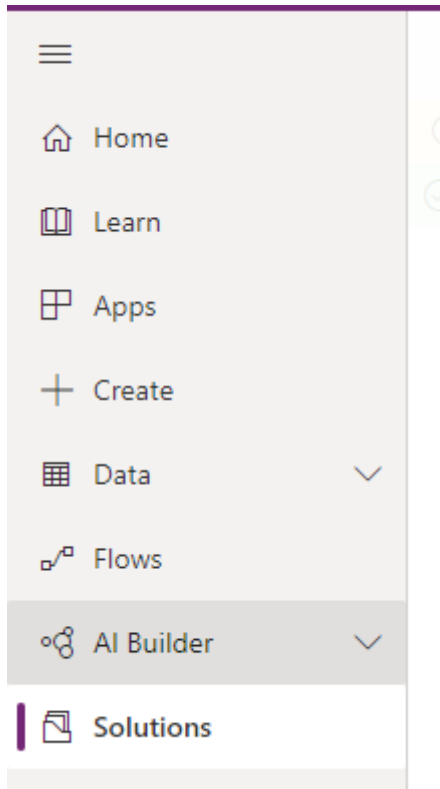 Home
Learn
Apps
Create
Data
Flows
AI Builder
Solutions